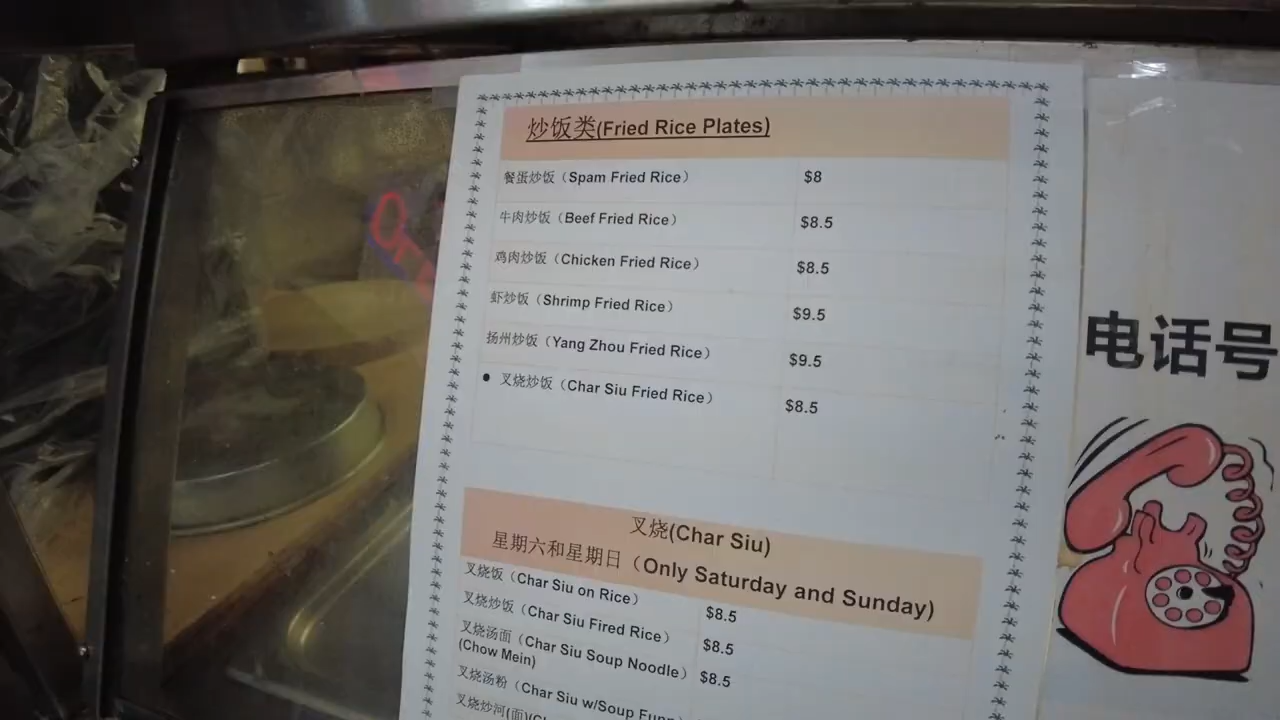 炒饭类(Fried Rice Plates)
餐蛋炒饭（Spam Fried Rice） $8
牛肉炒饭（Beef Fried Rice） $8.5
鸡肉炒饭（Chicken Fried Rice） $8.5
虾炒饭（Shrimp Fried Rice） $9.5
扬州炒饭（Yang Zhou Fried Rice） $9.5
• 叉烧炒饭（Char Siu Fried Rice） $8.5
叉烧(Char Siu)
星期六和星期日（Only Saturday and Sunday)
叉烧饭（Char Siu on Rice） $8.5
叉烧炒饭（Char Siu Fired Rice） $8.5
叉烧汤面（Char Siu Soup Noodle） $8.5
(Chow Mein)
叉烧汤粉（Char Siu w/Soup
叉烧炒河(面)
电话号